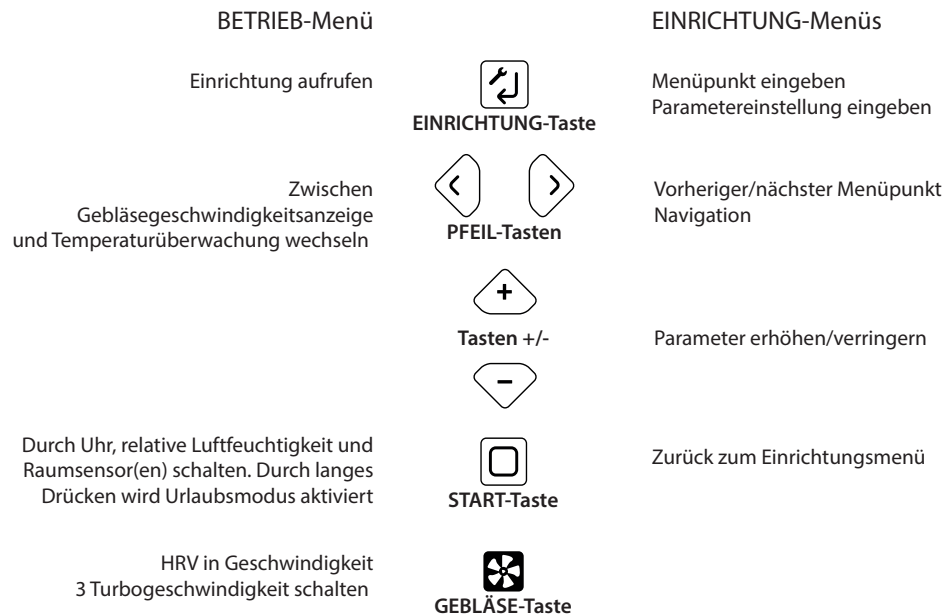 BETRIEB-Menü
EINRICHTUNG-Menüs
Einrichtung aufrufen
EINRICHTUNG-Taste
Menüpunkt eingeben
Parametereinstellung eingeben
Zwischen
Gebläsegeschwindigkeitsanzeige
und Temperaturüberwachung wechseln
PFEIL-Tasten
Vorheriger/nächster Menüpunkt
Navigation
+
Tasten +/-
Parameter erhöhen/verringern
–
Durch Uhr, relative Luftfeuchtigkeit und
Raumsensor(en) schalten. Durch langes
Drücken wird Urlaubsmodus aktiviert
START-Taste
Zurück zum Einrichtungsmenü
HRV in Geschwindigkeit
3 Turbogeschwindigkeit schalten
GEBLÄSE-Taste